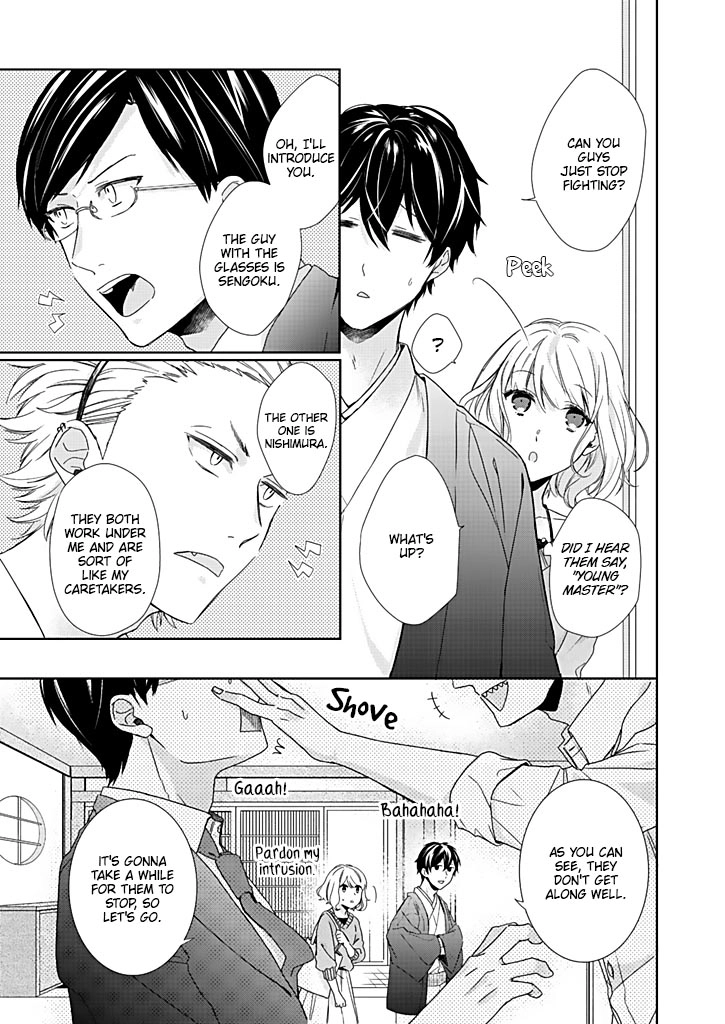 CAN YOU
GUYS
JUST STOP
FIGHTING?
Peek
?
DID I HEAR
THEM SAY,
"YOUNG
MASTER"?
WHAT'S
UP?
OH, I'LL
INTRODUCE
YOU.
THE GUY
WITH THE
GLASSES IS
SENGOKU.
THE OTHER
ONE IS
NISHIMURA.
THEY BOTH
WORK UNDER
ME AND ARE
SORT OF
LIKE MY
CARETAKERS.
Shove
Bahahaha!
Gaaah!
AS YOU CAN
SEE, THEY
DON'T GET
ALONG WELL.
Pardon my
intrusion.
IT'S GONNA
TAKE A WHILE
FOR THEM TO
STOP, SO
LET'S GO.